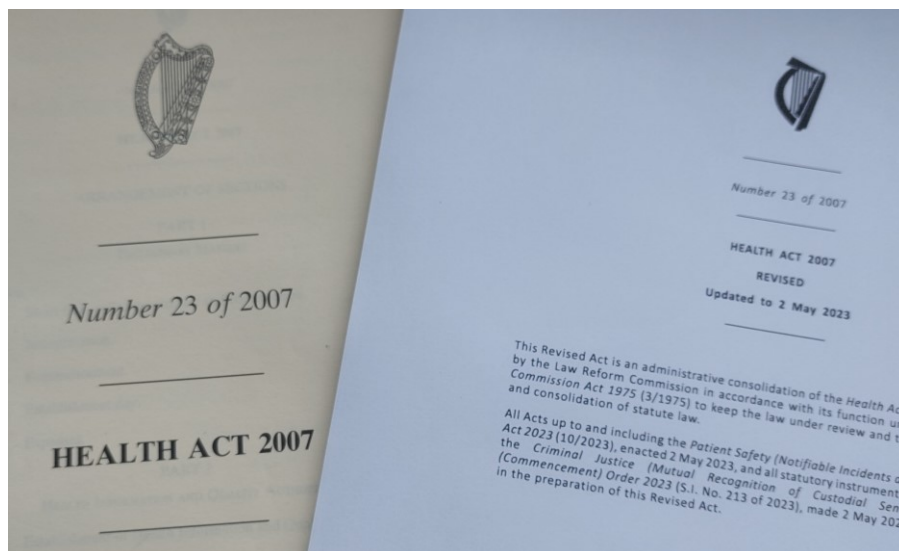 Number 23 of 2007
HEALTH ACT 2007
Number 23 of 2007
HEALTH ACT 2007
REVISED
Updated to 2 May 2023
This Revised Act is an administrative consolidation of the Health Ac
by the Law Reform Commission in accordance with its function un
Commission Act 1975 (3/1975) to keep the law under review and t
and consolidation of statute law.
All Acts up to and including the Patient Safety (Notifiable Incidents
Act 2023 (10/2023), enacted 2 May 2023, and all statutory instrument
the Criminal Justice (Mutual Recognition of Custodial Sen
(Commencement) Order 2023 (S.I. No. 213 of 2023), made 2 May 202
in the preparation of this Revised Act.